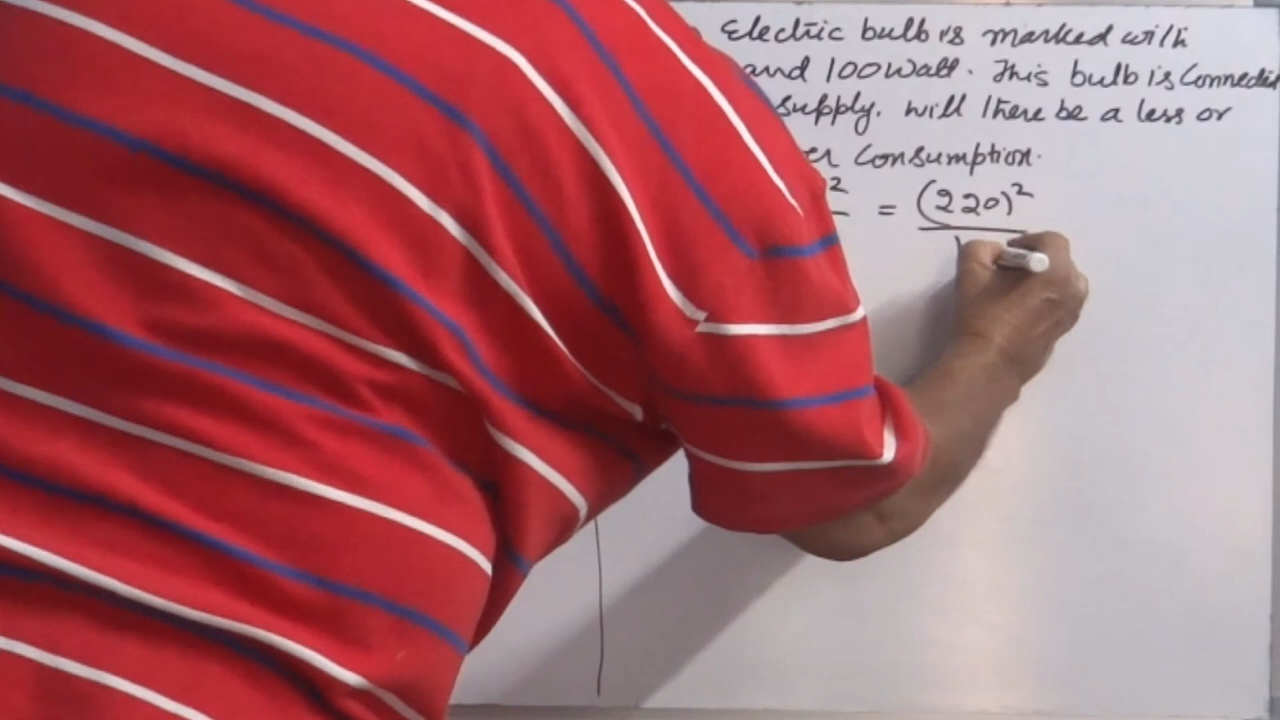 Electric bulb is marked with
and 100 Watt. This bulb is Connected
supply. will there be a less or
er Consumption.
2 = (220)²
1